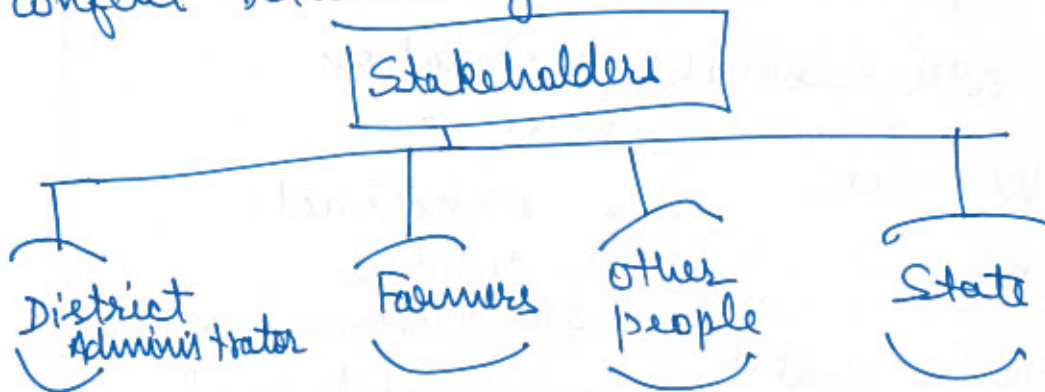 Stakeholders
District
Administrator
Farmers
other
people
State